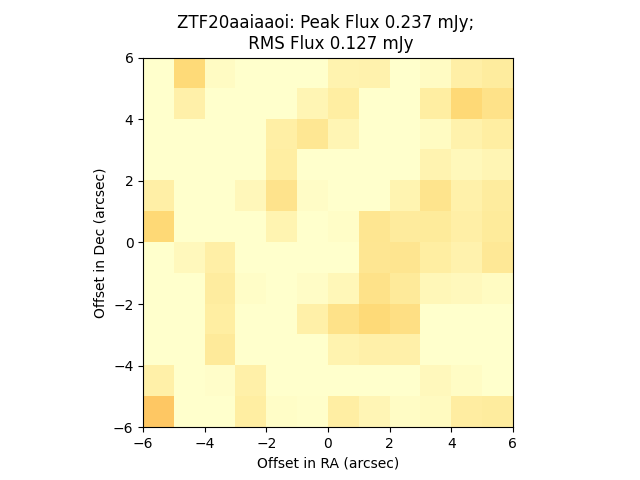 ZTF20aaiaaoi: Peak Flux 0.237 mJy;
RMS Flux 0.127 mJy
6
4
2
0
−2
−4
−6
Offset in Dec (arcsec)
−6 −4 −2 0 2 4 6
Offset in RA (arcsec)